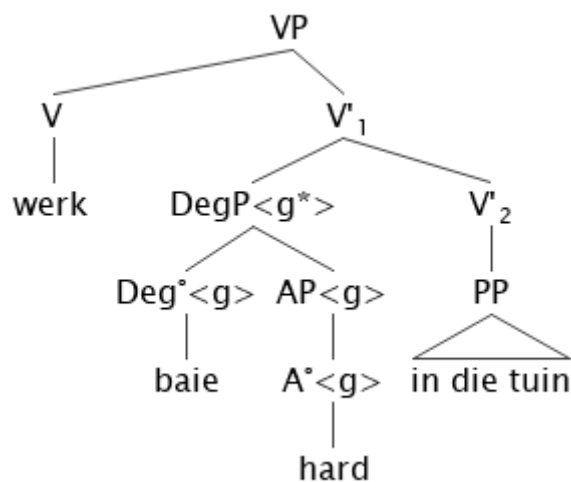 VP
V V'₁
werk DegP<g*> V'₂
Deg°<g> AP<g> PP
baie A°<g> in die tuin
hard